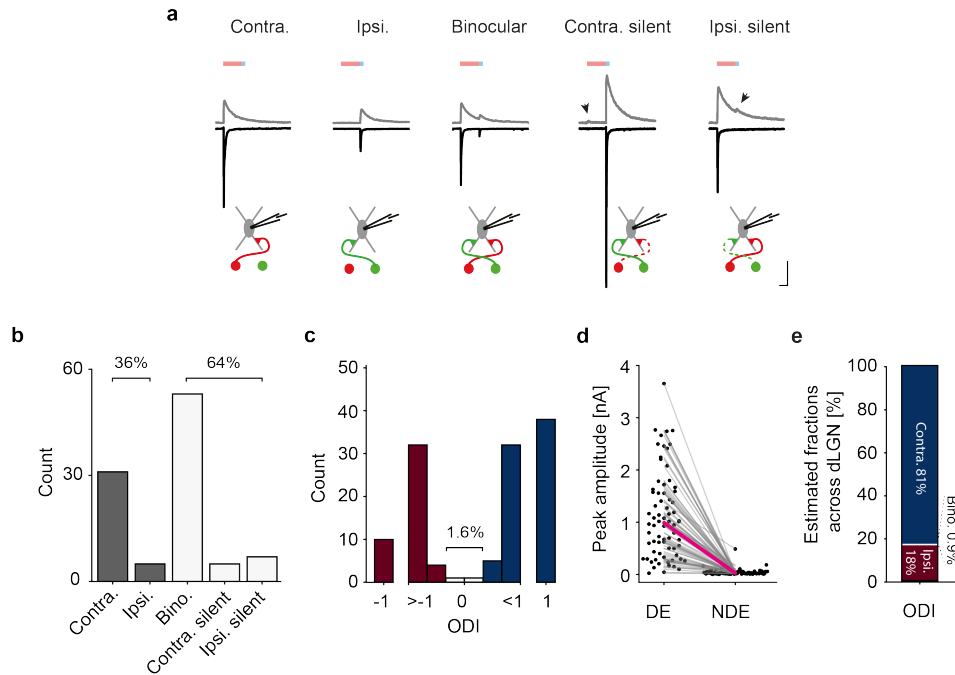 a
Contra.
Ipsi.
Binocular
Contra. silent
Ipsi. silent
b
36%
64%
60
30
0
Count
Contra.
Ipsi.
Bino.
Contra. silent
Ipsi. silent
c
50
40
30
20
10
0
Count
1.6%
-1
>-1
0
<1
1
ODI
d
4
3
2
1
0
Peak amplitude [nA]
DE
NDE
e
100
80
60
40
20
0
Estimated fractions
across dLGN [%]
Contra. 81%
Ipsi.
18%
Bino. 0.9%
ODI